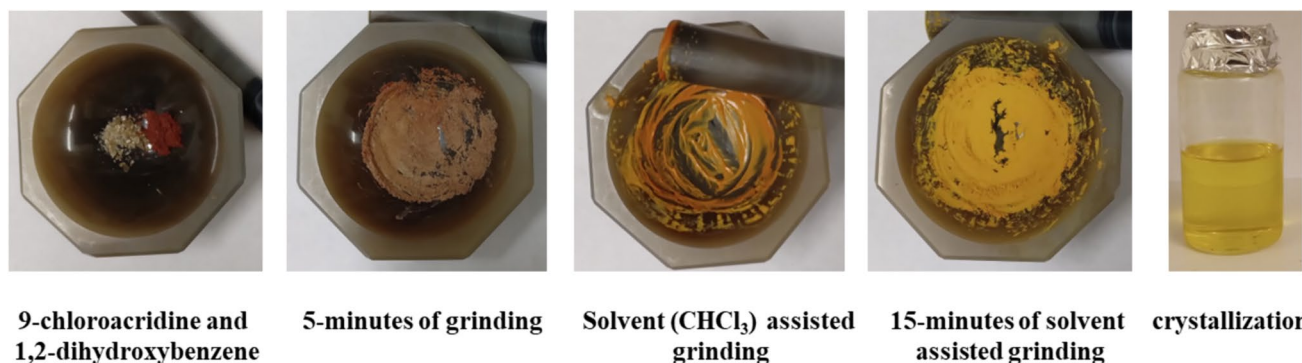 9-chloroacridine and
1,2-dihydroxybenzene
5-minutes of grinding
Solvent (CHCl₃) assisted
grinding
15-minutes of solvent
assisted grinding
crystallization